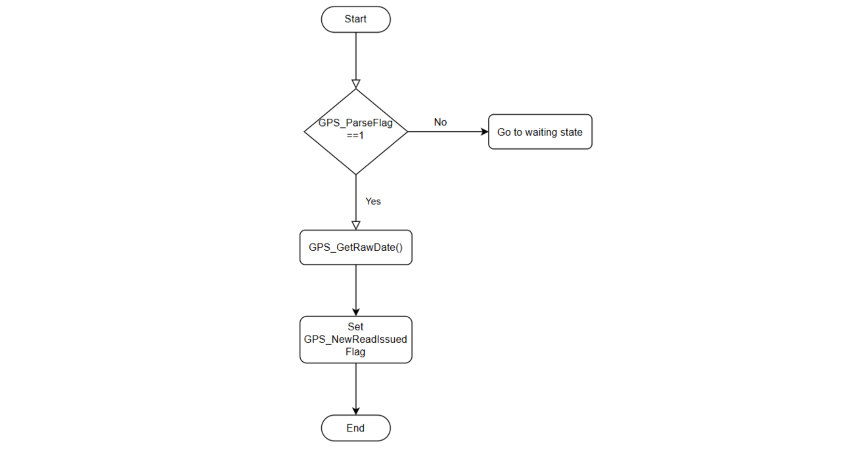 Start
GPS_ParseFlag
==1
No
Go to waiting state
Yes
GPS_GetRawDate()
Set
GPS_NewReadIssued
Flag
End